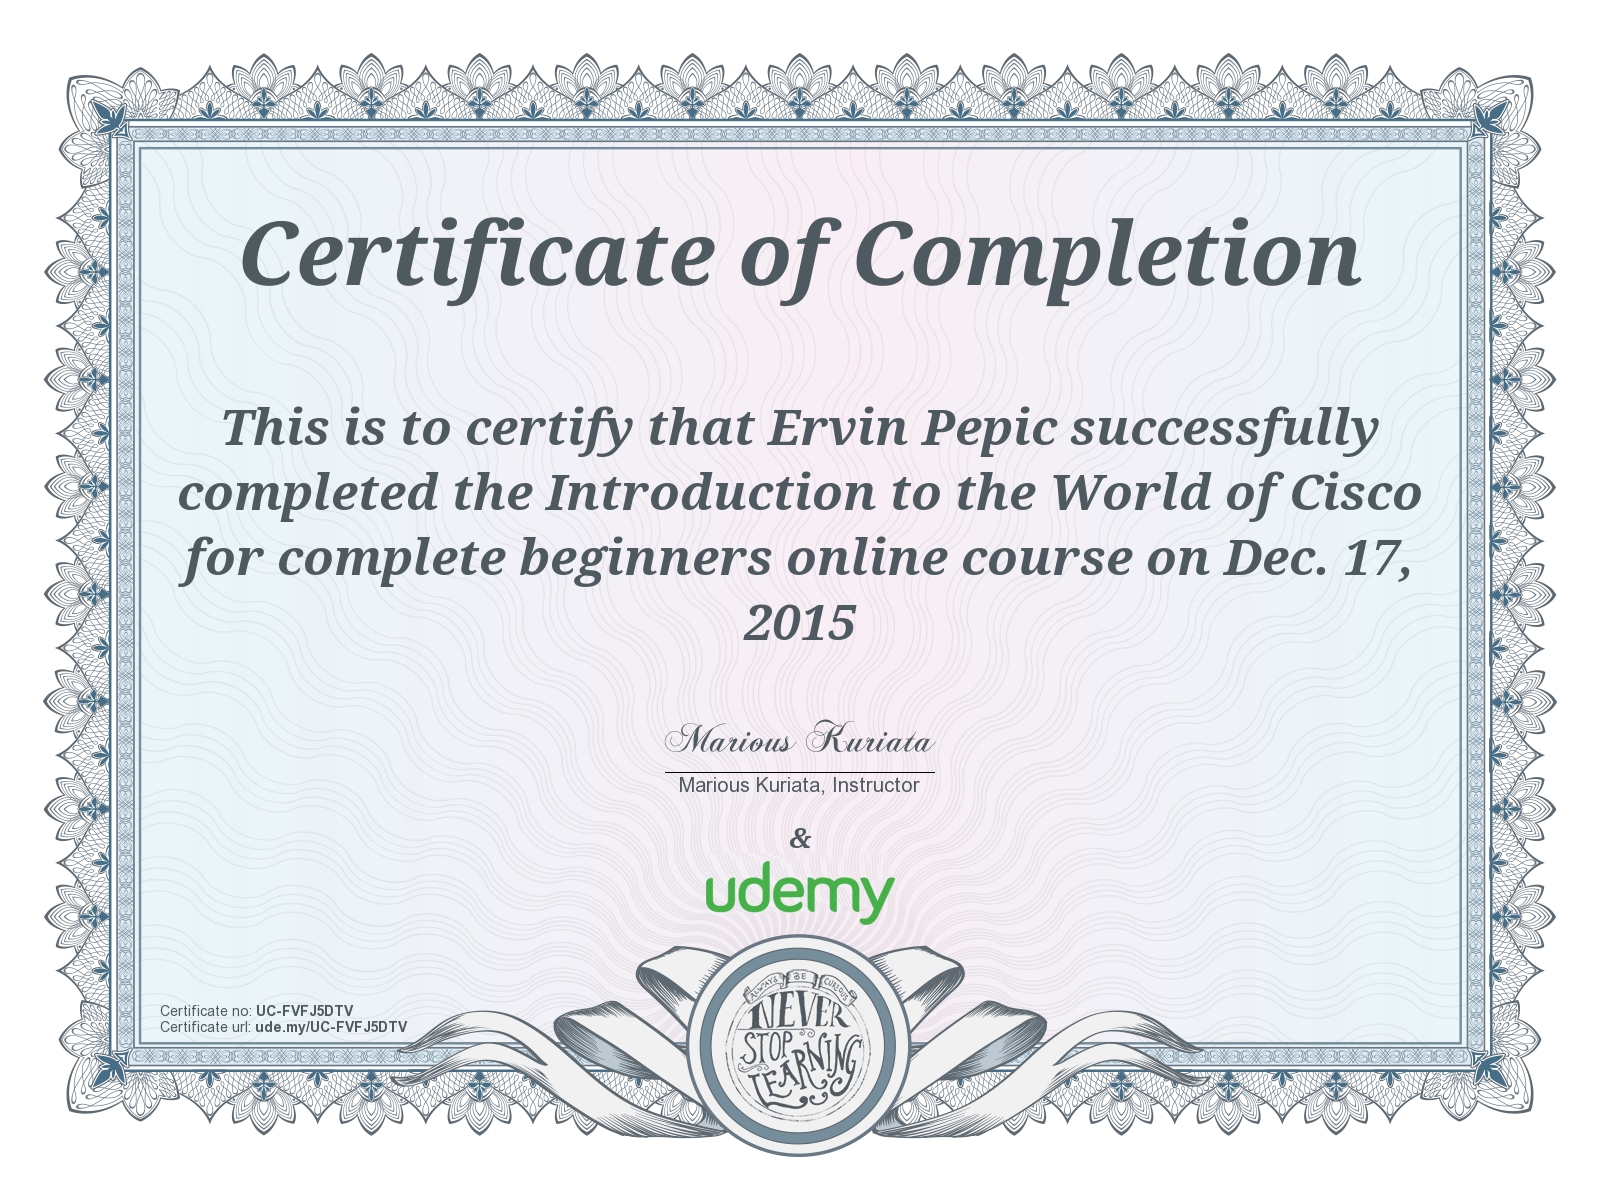 Certificate of Completion
This is to certify that Ervin Pepic successfully
completed the Introduction to the World of Cisco
for complete beginners online course on Dec. 17,
2015
Marious Kuriata
Marious Kuriata, Instructor
&
udemy
Certificate no: UC-FVFJ5DTV
Certificate url: ude.my/UC-FVFJ5DTV
ALWAYS BE CURIOUS
NEVER
STOP
LEARNING